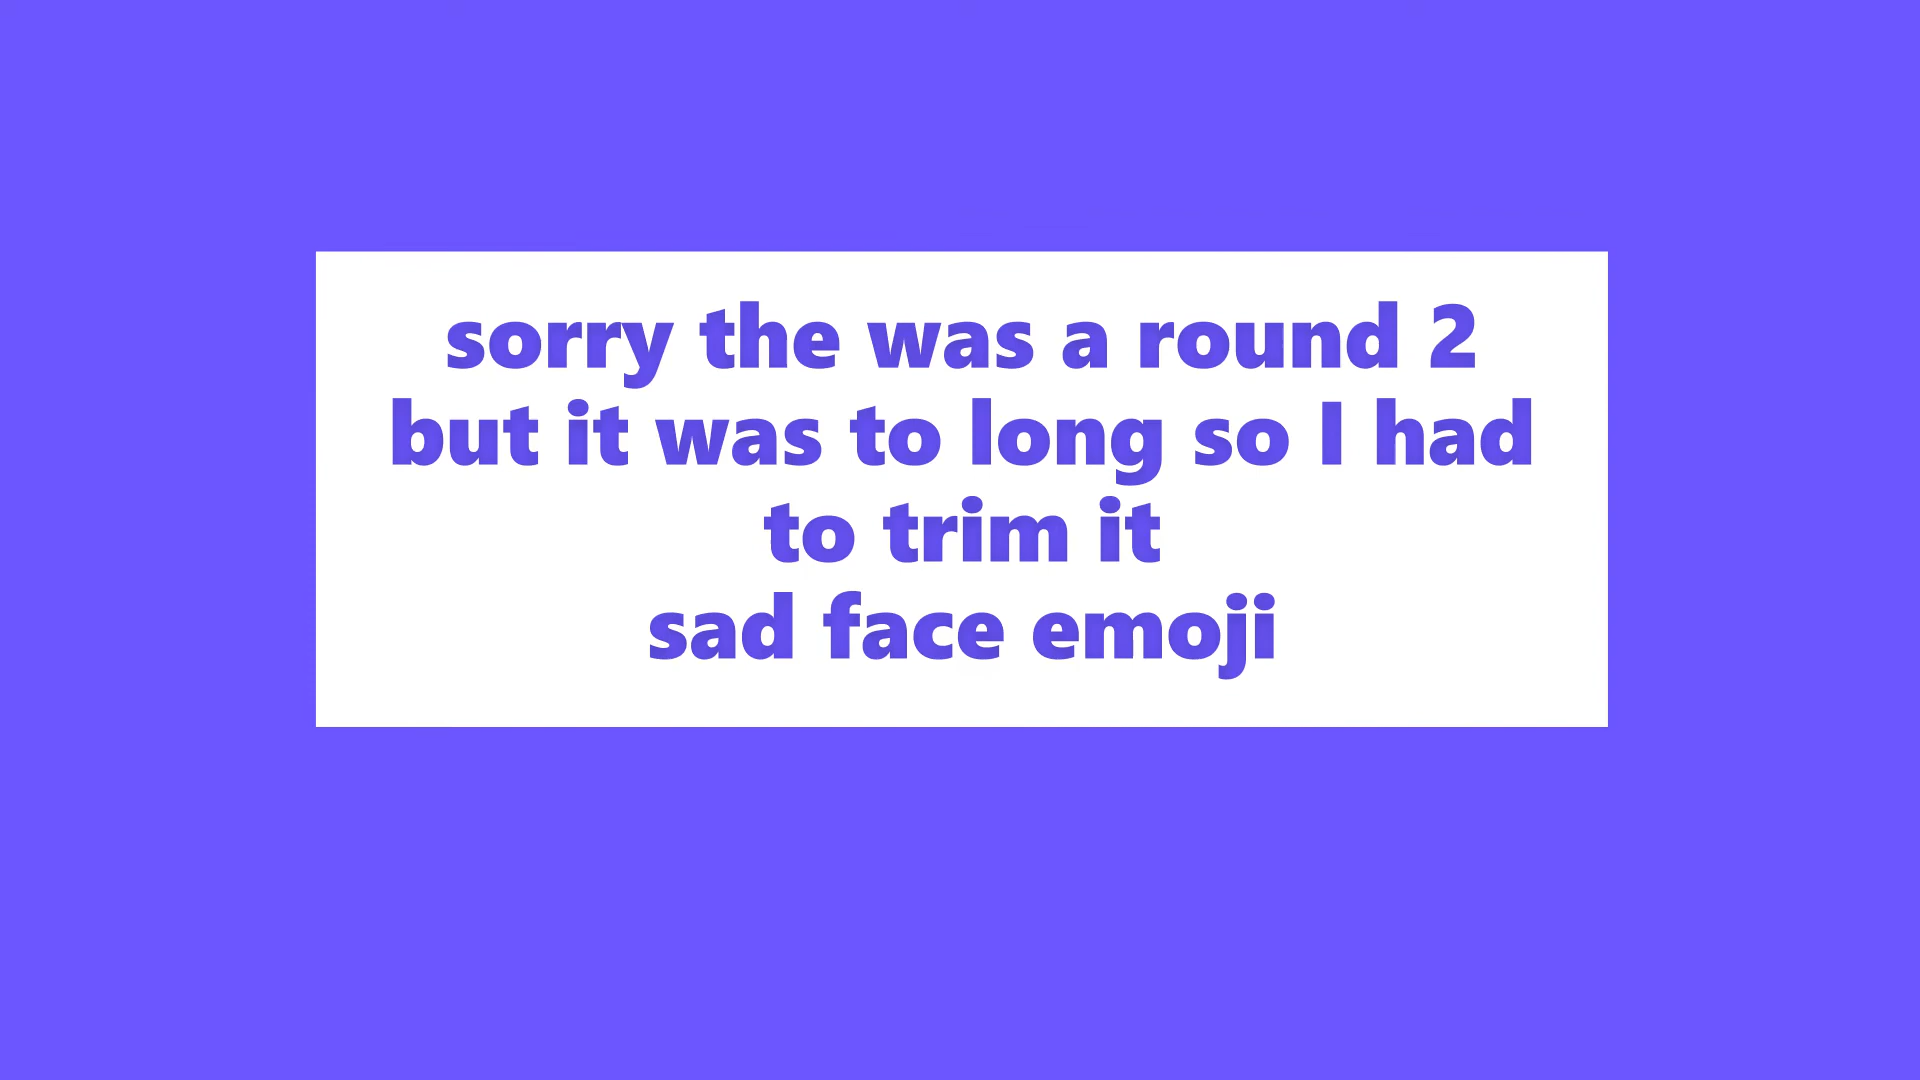 sorry the was a round 2
but it was to long so I had
to trim it
sad face emoji